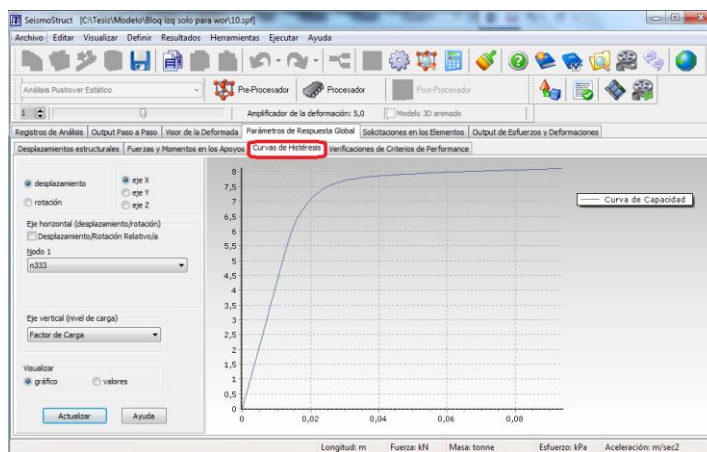 SeismoStruct [C:\Tesis\Modelo\Bloq izq solo para wor\10.spf]
Archivo Editar Visualizar Definir Resultados Herramientas Ejecutar Ayuda
Análisis Pushover Estático Pre-Procesador Procesador Post-Procesador
1 Amplificador de la deformación: 5,0 Modelo 3D animado
Registros de Análisis Output Paso a Paso Visor de la Deformada Parámetros de Respuesta Global Solicitaciones en los Elementos Output de Esfuerzos y Deformaciones
Desplazamientos estructurales Fuerzas y Momentos en los Apoyos Curvas de Histéresis Verificaciones de Criterios de Performance
desplazamiento
rotación
eje X
eje Y
eje Z
Eje horizontal (desplazamiento/rotación)
Desplazamiento/Rotación Relativo/a
Nodo 1
n333
Eje vertical (nivel de carga)
Factor de Carga
Visualizar
gráfico valores
Actualizar Ayuda
8
7,5
7
6,5
6
5,5
5
4,5
4
3,5
3
2,5
2
1,5
1
0,5
0
0 0,02 0,04 0,06 0,08
Curva de Capacidad
Longitud: m Fuerza: kN Masa: tonne Esfuerzo: kPa Aceleración: m/sec2